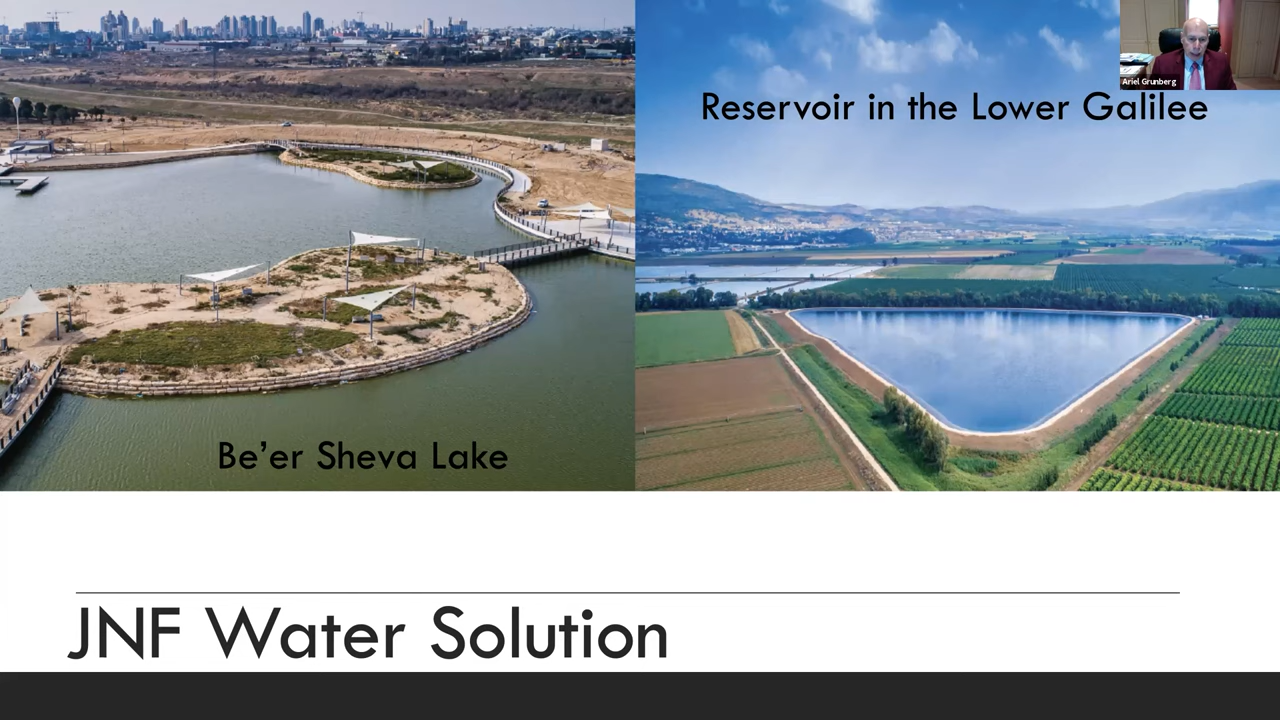 Ariel Grunberg
Reservoir in the Lower Galilee
Be’er Sheva Lake
JNF Water Solution